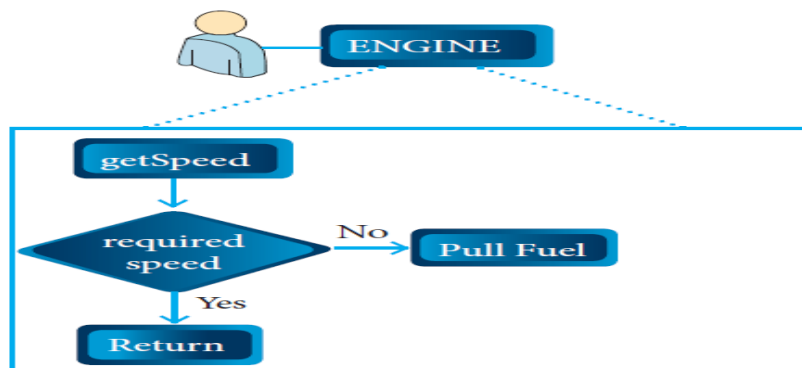 ENGINE
getSpeed
required
speed
No
Pull Fuel
Yes
Return